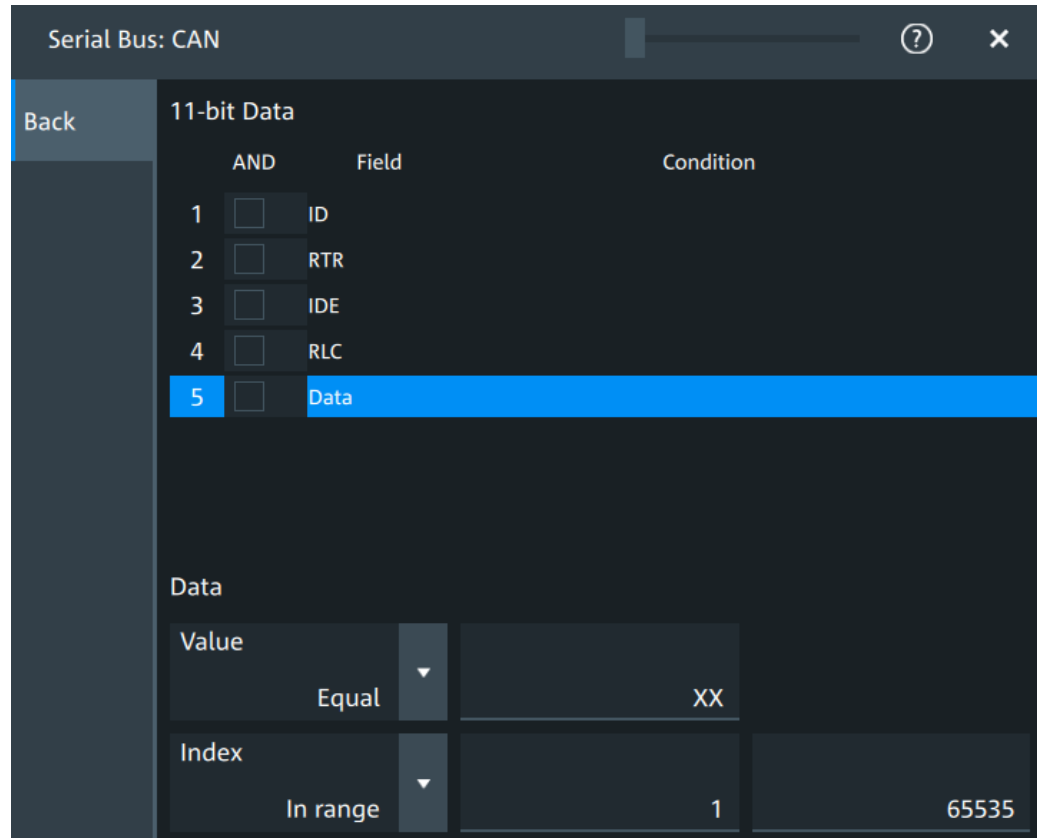 Serial Bus: CAN ?
Back
11-bit Data
AND Field Condition
1 ID
2 RTR
3 IDE
4 RLC
5 Data
Data
Value
Equal XX
Index
In range 1 65535